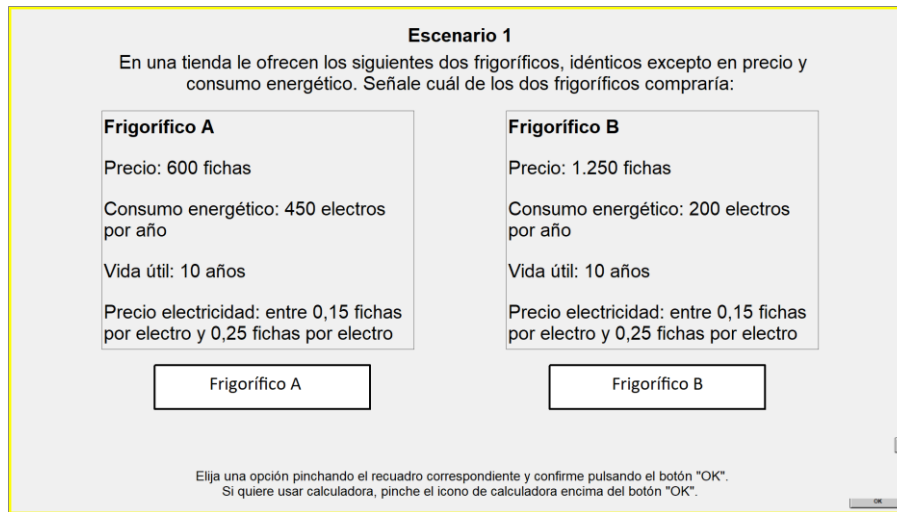 Escenario 1
En una tienda le ofrecen los siguientes dos frigoríficos, idénticos excepto en precio y
consumo energético. Señale cuál de los dos frigoríficos compraría:
Frigorífico A
Precio: 600 fichas
Consumo energético: 450 electros
por año
Vida útil: 10 años
Precio electricidad: entre 0,15 fichas
por electro y 0,25 fichas por electro
Frigorífico A
Frigorífico B
Precio: 1.250 fichas
Consumo energético: 200 electros
por año
Vida útil: 10 años
Precio electricidad: entre 0,15 fichas
por electro y 0,25 fichas por electro
Frigorífico B
Elija una opción pinchando el recuadro correspondiente y confirme pulsando el botón "OK".
Si quiere usar calculadora, pinche el icono de calculadora encima del botón "OK".
OK